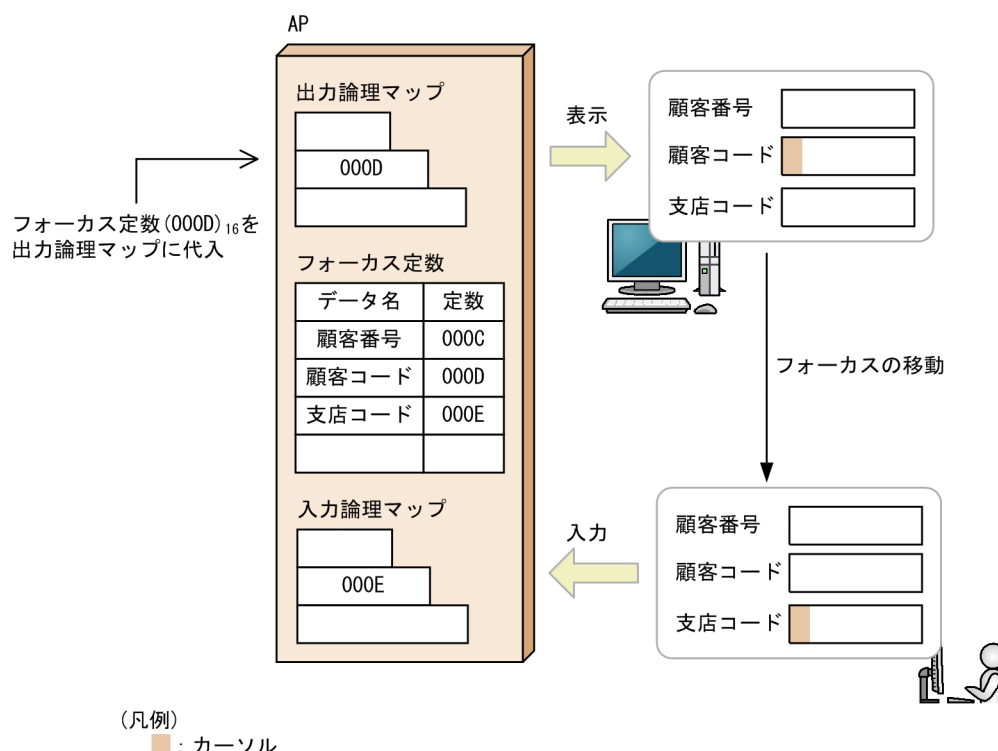 AP
出力論理マップ
000D
フォーカス定数(000D)₁₆を
出力論理マップに代入
表示
顧客番号
顧客コード
支店コード
フォーカス定数
データ名 定数
顧客番号 000C
顧客コード 000D
支店コード 000E
フォーカスの移動
入力論理マップ
000E
入力
顧客番号
顧客コード
支店コード
(凡例)
：カーソル